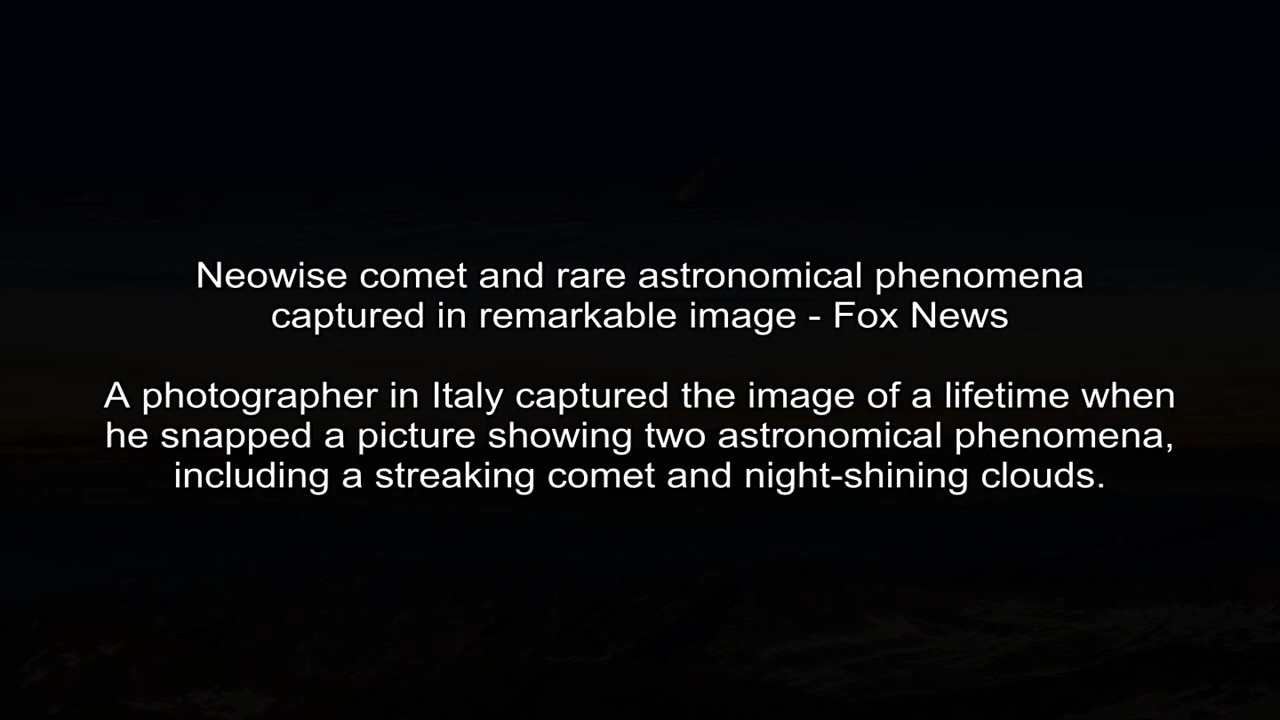 Neowise comet and rare astronomical phenomena
captured in remarkable image - Fox News
A photographer in Italy captured the image of a lifetime when
he snapped a picture showing two astronomical phenomena,
including a streaking comet and night-shining clouds.